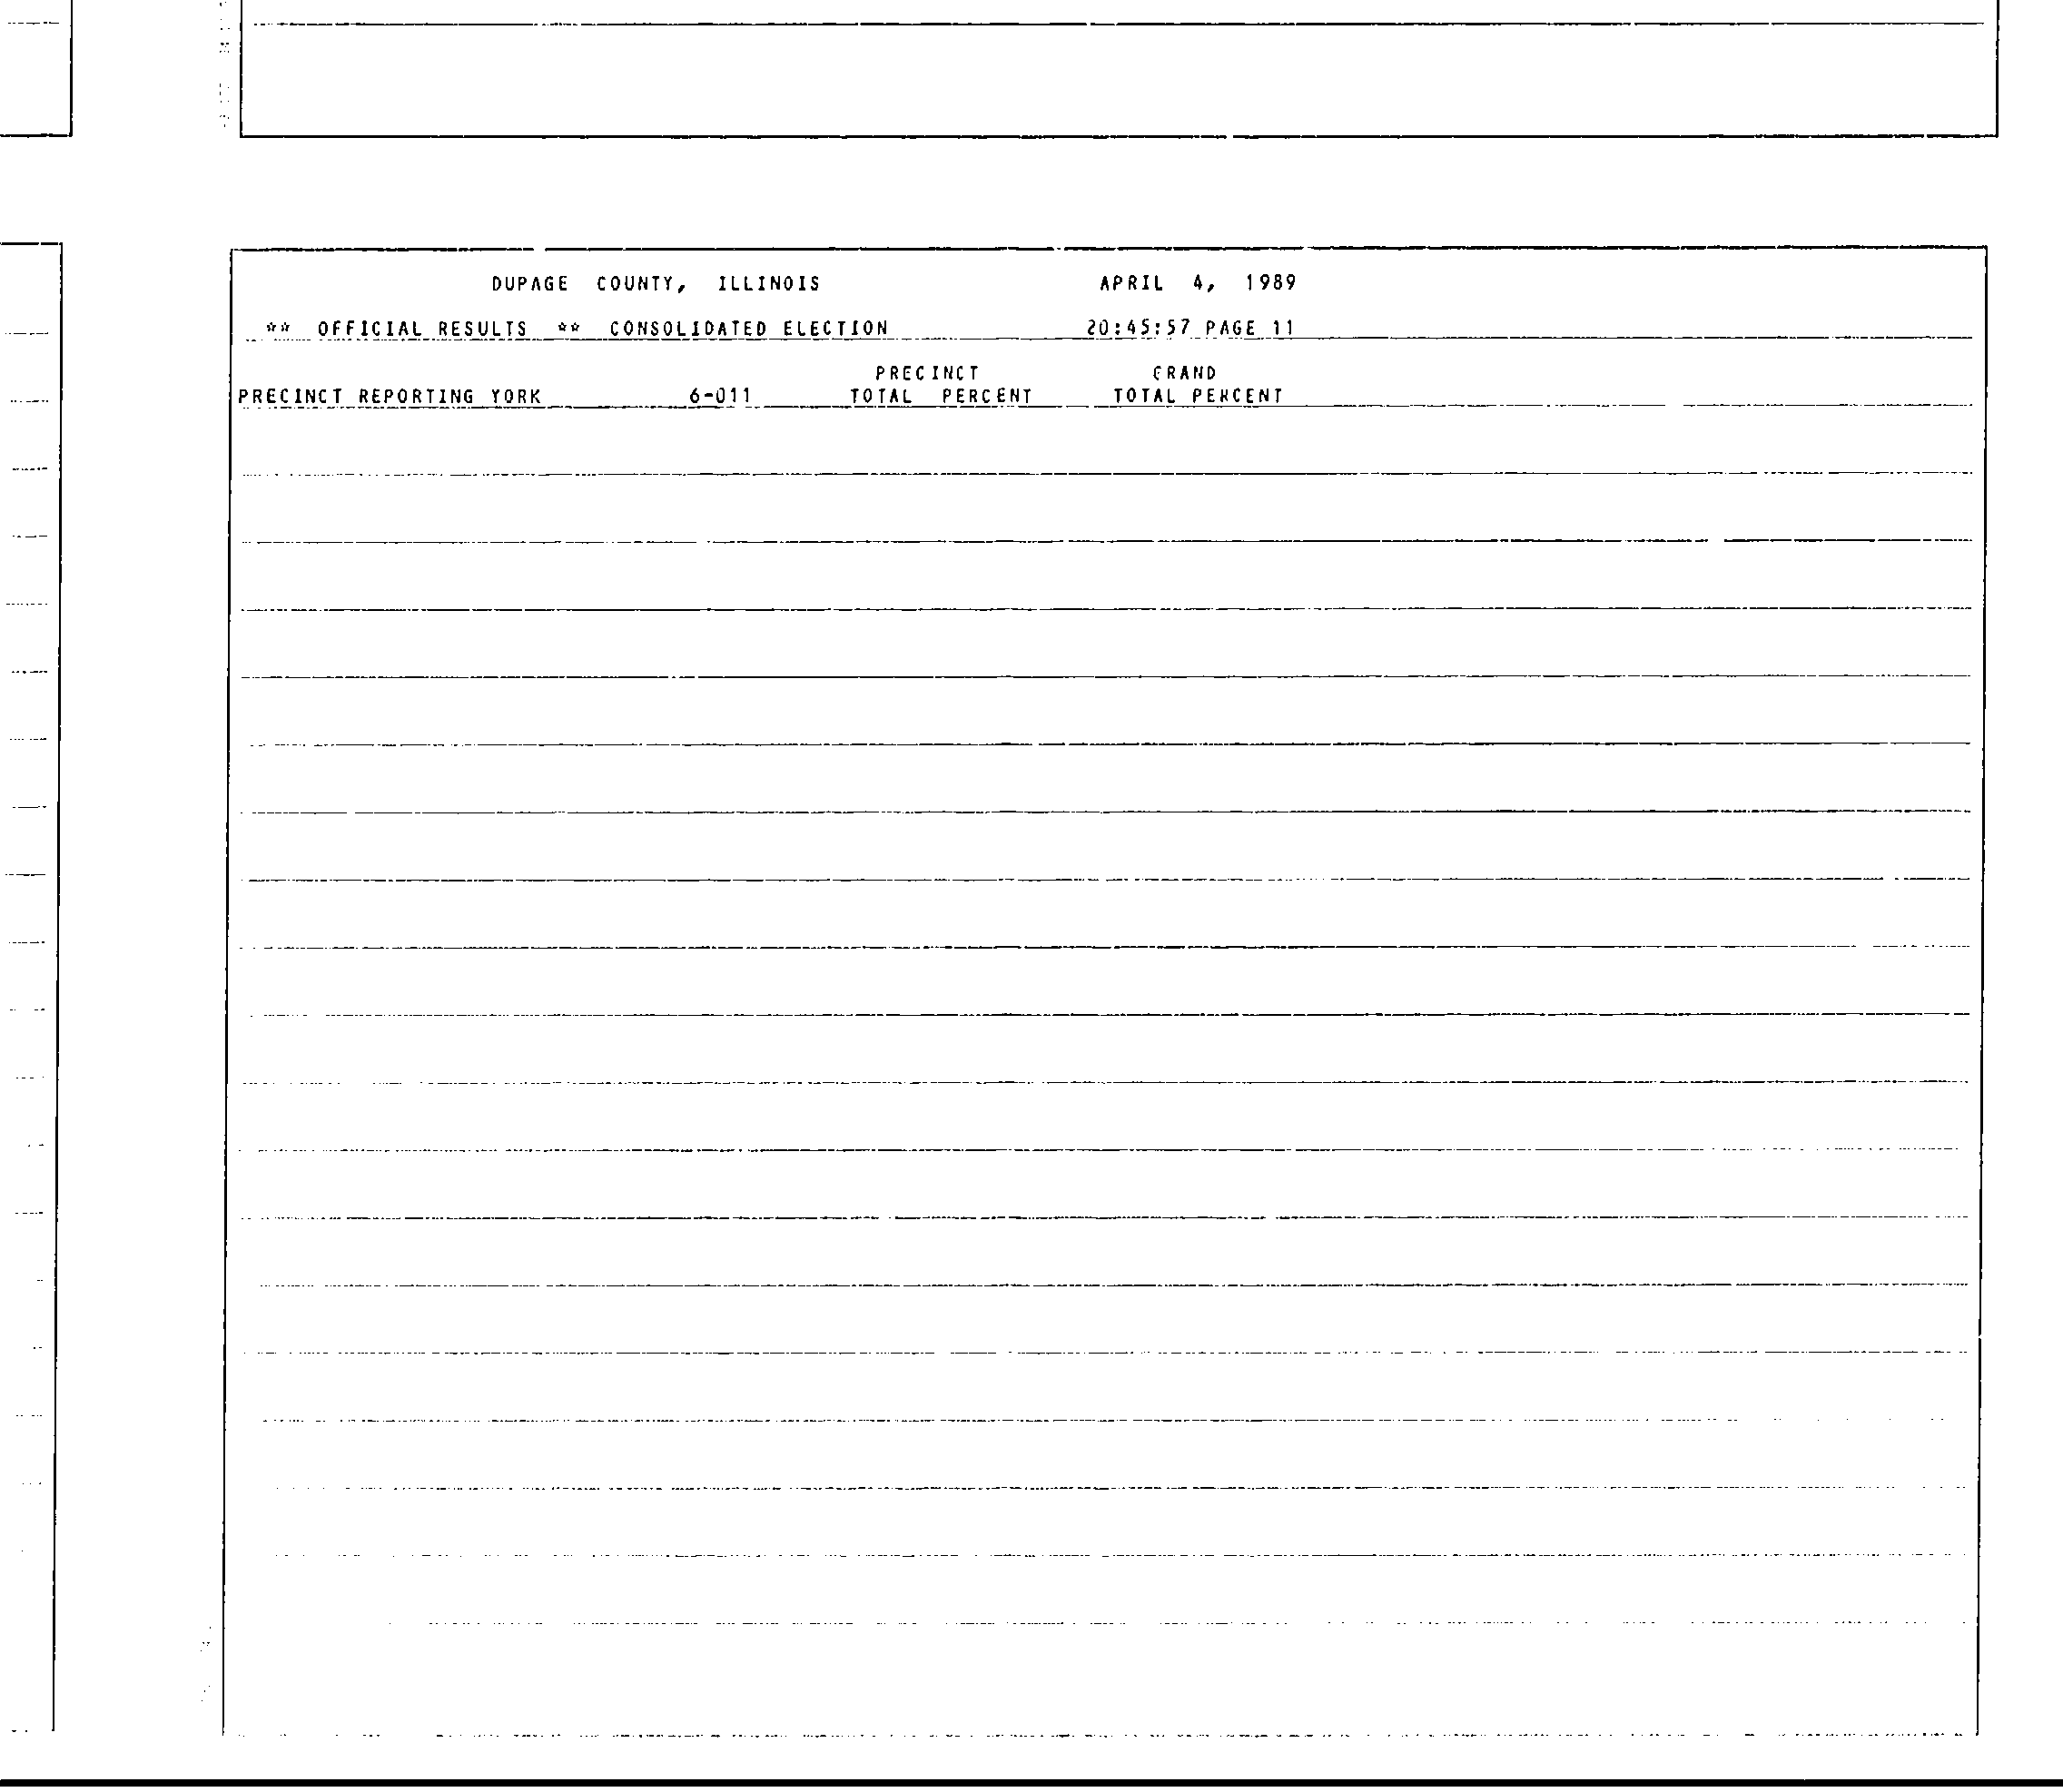 DUPAGE COUNTY, ILLINOIS APRIL 4, 1989
** OFFICIAL RESULTS ** CONSOLIDATED ELECTION 20:45:57 PAGE 11
PRECINCT GRAND
PRECINCT REPORTING YORK 6-011 TOTAL PERCENT TOTAL PERCENT